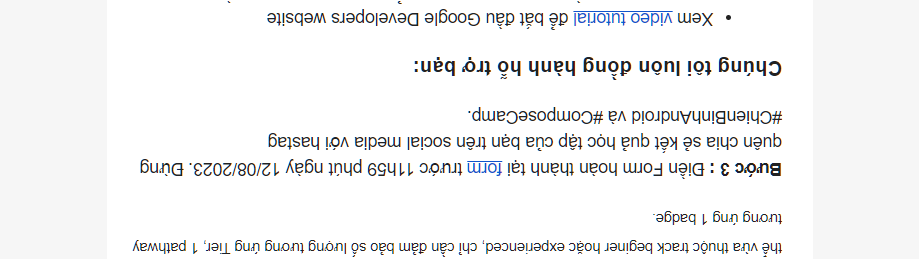 thể vừa thuộc track beginer hoặc experienced, chỉ cần đảm bảo số lượng tương ứng Tier, 1 pathway
tương ứng 1 badge.
Bước 3 : Điền Form hoàn thành tại form trước 11h59 phút ngày 12/08/2023. Đừng
quên chia sẻ kết quả học tập của bạn trên social media với hastag
#ChienBinhAndroid và #ComposeCamp.
Chúng tôi luôn đồng hành hỗ trợ bạn:
• Xem video tutorial để bắt đầu Google Developers website